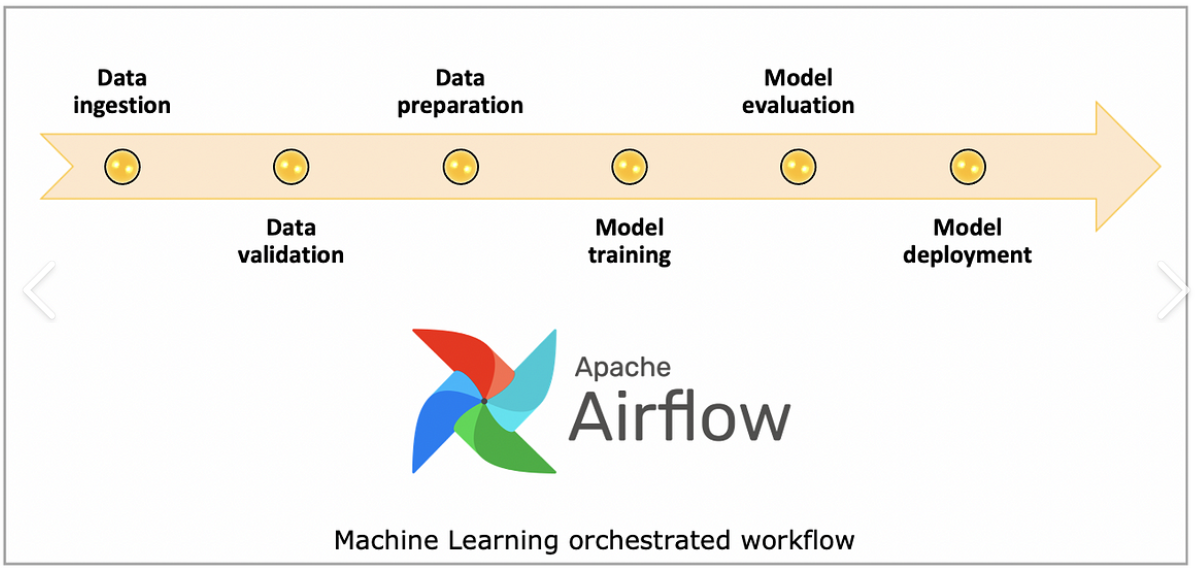 Data
ingestion
Data
validation
Data
preparation
Model
training
Model
evaluation
Model
deployment
Apache
Airflow
Machine Learning orchestrated workflow